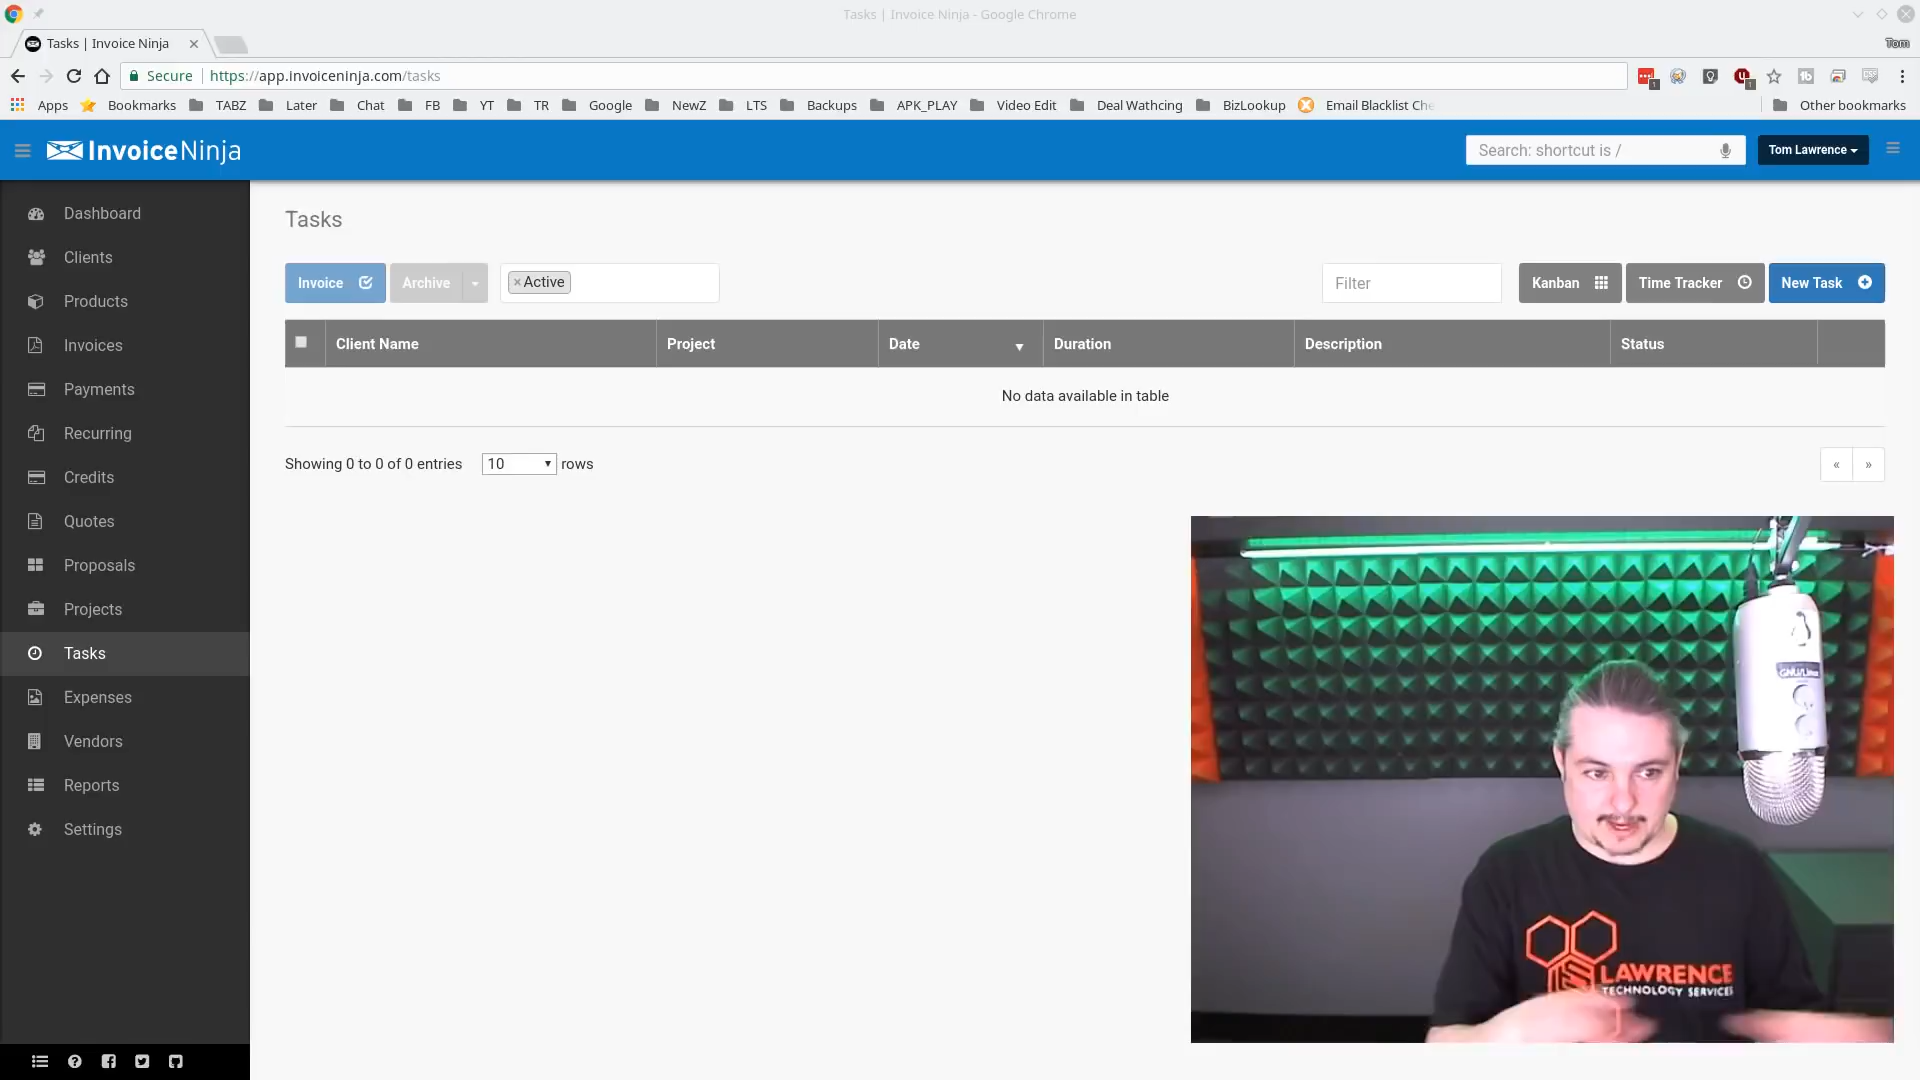 Tasks | Invoice Ninja - Google Chrome
Tasks | Invoice Ninja
Tom
Secure https://app.invoiceninja.com/tasks
Apps Bookmarks TABZ Later Chat FB YT TR Google NewZ LTS Backups APK_PLAY Video Edit Deal Wathcing BizLookup Email Blacklist Che Other bookmarks
InvoiceNinja
Search: shortcut is /
Tom Lawrence
Dashboard
Clients
Products
Invoices
Payments
Recurring
Credits
Quotes
Proposals
Projects
Tasks
Expenses
Vendors
Reports
Settings
Tasks
Invoice Archive × Active Filter Kanban Time Tracker New Task
Client Name Project Date Duration Description Status
No data available in table
Showing 0 to 0 of 0 entries 10 rows « »
GNU/Linux
LAWRENCE
TECHNOLOGY SERVICES